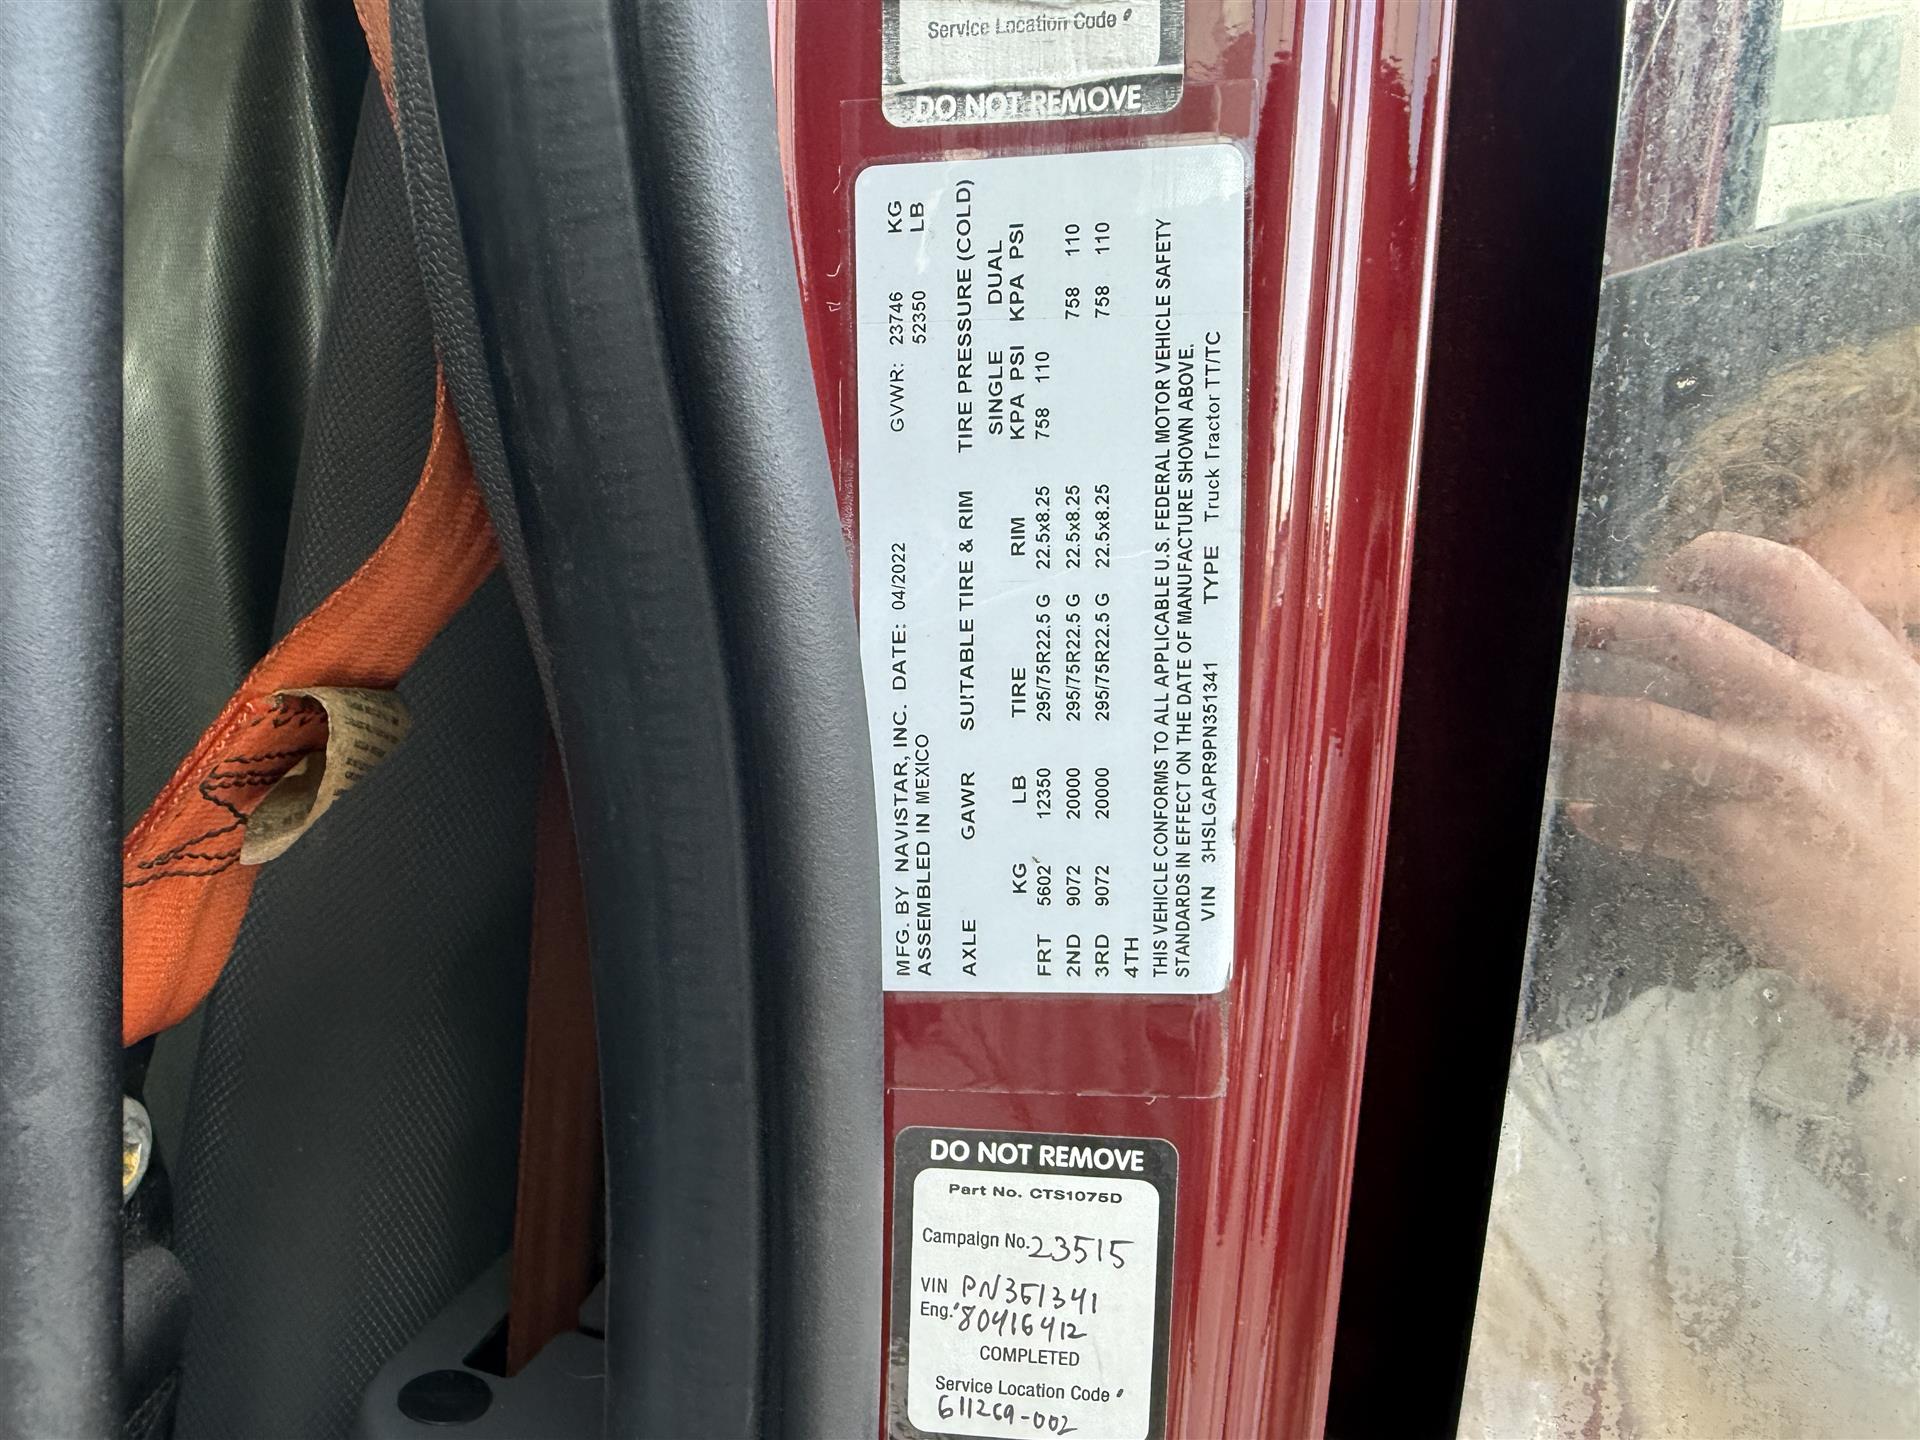 Service Location Code
DO NOT REMOVE
MFG. BY NAVISTAR, INC. DATE: 04/2022 GVWR: 23746 KG
ASSEMBLED IN MEXICO 52350 LB
AXLE GAWR SUITABLE TIRE & RIM TIRE PRESSURE (COLD)
SINGLE DUAL
KG LB TIRE RIM KPA PSI KPA PSI
FRT 5602 12350 295/75R22.5 G 22.5x8.25 758 110
2ND 9072 20000 295/75R22.5 G 22.5x8.25 758 110
3RD 9072 20000 295/75R22.5 G 22.5x8.25 758 110
4TH
THIS VEHICLE CONFORMS TO ALL APPLICABLE U.S. FEDERAL MOTOR VEHICLE SAFETY
STANDARDS IN EFFECT ON THE DATE OF MANUFACTURE SHOWN ABOVE.
VIN 3HSLGAPR9PN351341 TYPE Truck Tractor TT/TC
DO NOT REMOVE
Part No. CTS1075D
Campaign No. 23515
VIN PN351341
Eng. 80416412
COMPLETED
Service Location Code
611269-002